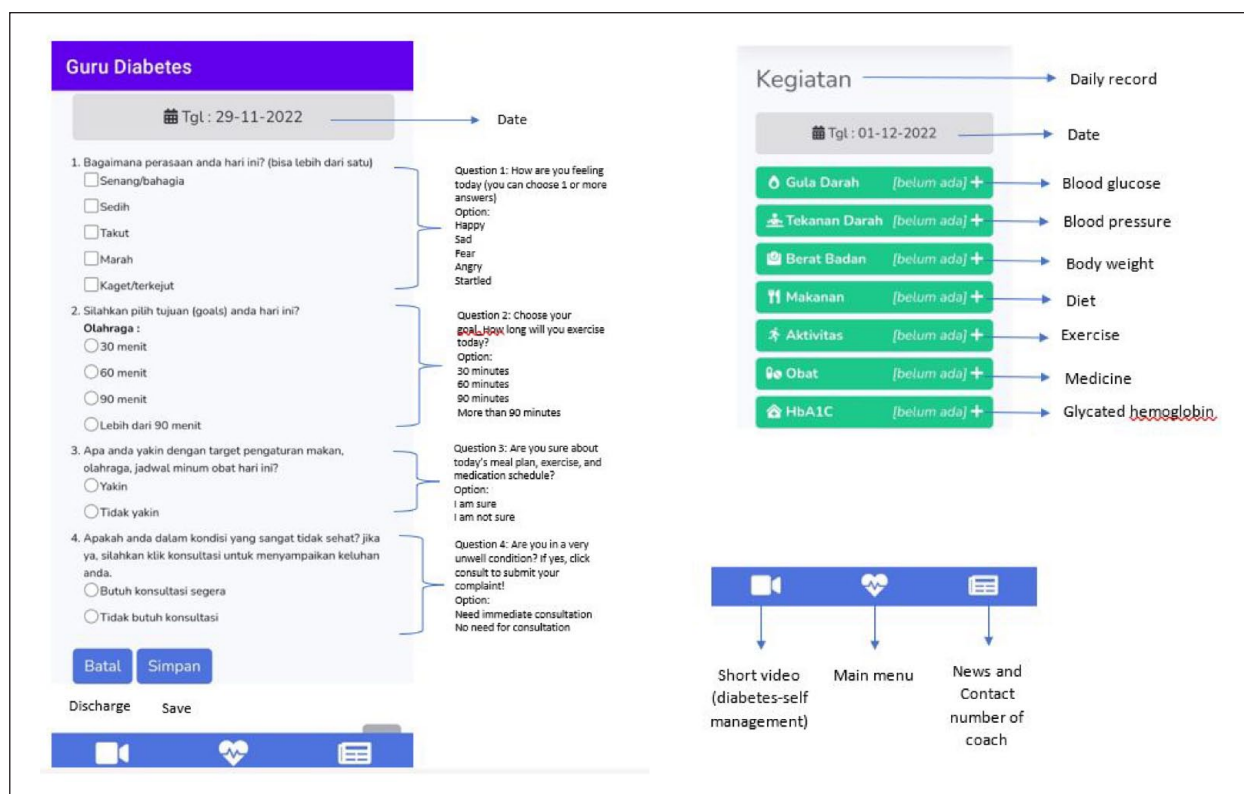 Guru Diabetes
Tgl : 29-11-2022
Date
1. Bagaimana perasaan anda hari ini? (bisa lebih dari satu)
Senang/bahagia
Sedih
Takut
Marah
Kaget/terkejut
Question 1: How are you feeling
today (you can choose 1 or more
answers)
Option:
Happy
Sad
Fear
Angry
Startled
2. Silahkan pilih tujuan (goals) anda hari ini?
Olahraga :
30 menit
60 menit
90 menit
Lebih dari 90 menit
Question 2: Choose your
goal. How long will you exercise
today?
Option:
30 minutes
60 minutes
90 minutes
More than 90 minutes
3. Apa anda yakin dengan target pengaturan makan,
olahraga, jadwal minum obat hari ini?
Yakin
Tidak yakin
Question 3: Are you sure about
today's meal plan, exercise, and
medication schedule?
Option:
I am sure
I am not sure
4. Apakah anda dalam kondisi yang sangat tidak sehat? jika
ya, silahkan klik konsultasi untuk menyampaikan keluhan
anda.
Butuh konsultasi segera
Tidak butuh konsultasi
Question 4: Are you in a very
unwell condition? If yes, click
consult to submit your
complaint!
Option:
Need immediate consultation
No need for consultation
Batal Simpan
Discharge Save
Kegiatan
Daily record
Tgl : 01-12-2022
Date
Gula Darah [belum ada] +
Blood glucose
Tekanan Darah [belum ada] +
Blood pressure
Berat Badan [belum ada] +
Body weight
Makanan [belum ada] +
Diet
Aktivitas [belum ada] +
Exercise
Obat [belum ada] +
Medicine
HbA1C [belum ada] +
Glycated hemoglobin
Short video
(diabetes-self
management)
Main menu
News and
Contact
number of
coach